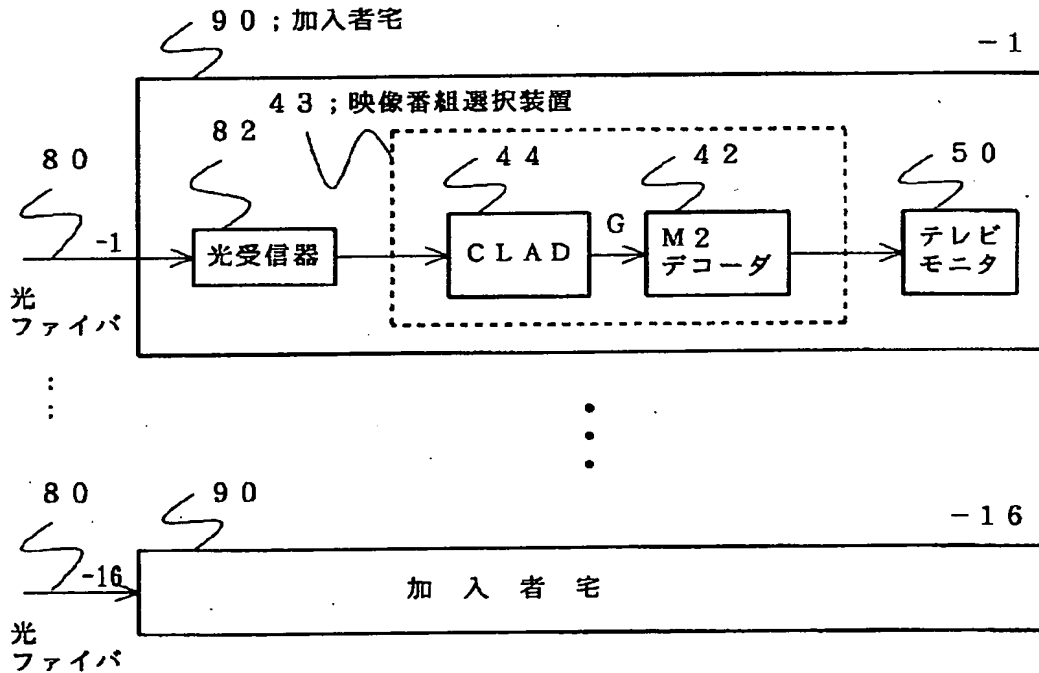 ９０；加入者宅
－１
４３；映像番組選択装置
８２
８０
４４
４２
５０
-1
光受信器
ＣＬＡＤ
Ｇ
Ｍ２
デコーダ
テレビ
モニタ
光
ファイバ
８０
９０
－１６
-16
加入者宅
光
ファイバ